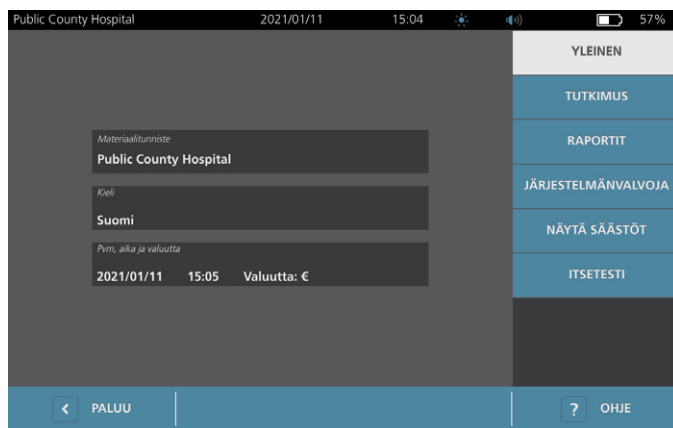 Public County Hospital 2021/01/11 15:04 57%
YLEINEN
TUTKIMUS
RAPORTIT
JÄRJESTELMÄNVALVOJA
NÄYTÄ SÄÄSTÖT
ITSETESTI
Materiaalitunniste
Public County Hospital
Kieli
Suomi
Pvm, aika ja valuutta
2021/01/11 15:05 Valuutta: €
< PALUU
? OHJE